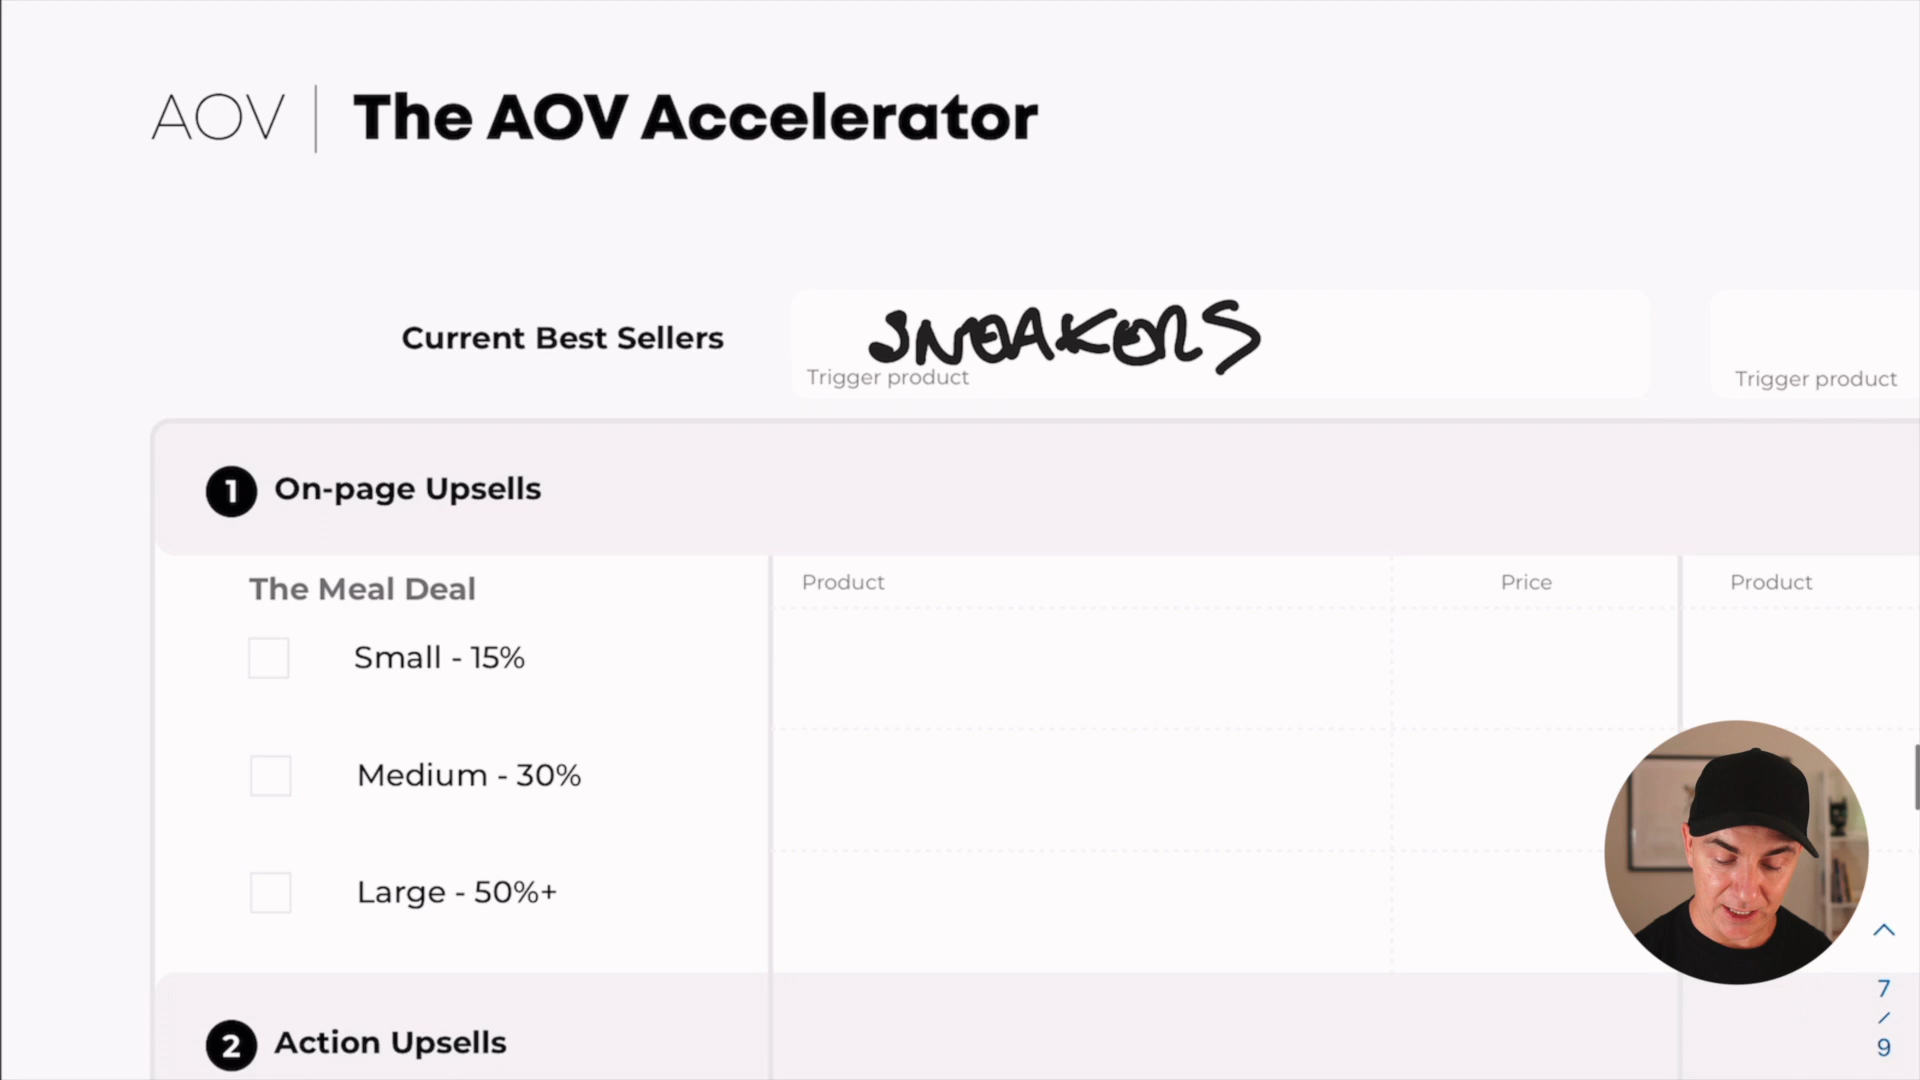 AOV | The AOV Accelerator
Current Best Sellers
SNEAKERS
Trigger product
Trigger product
1 On-page Upsells
The Meal Deal
Product
Price
Product
Small - 15%
Medium - 30%
Large - 50%+
2 Action Upsells
7
/
9